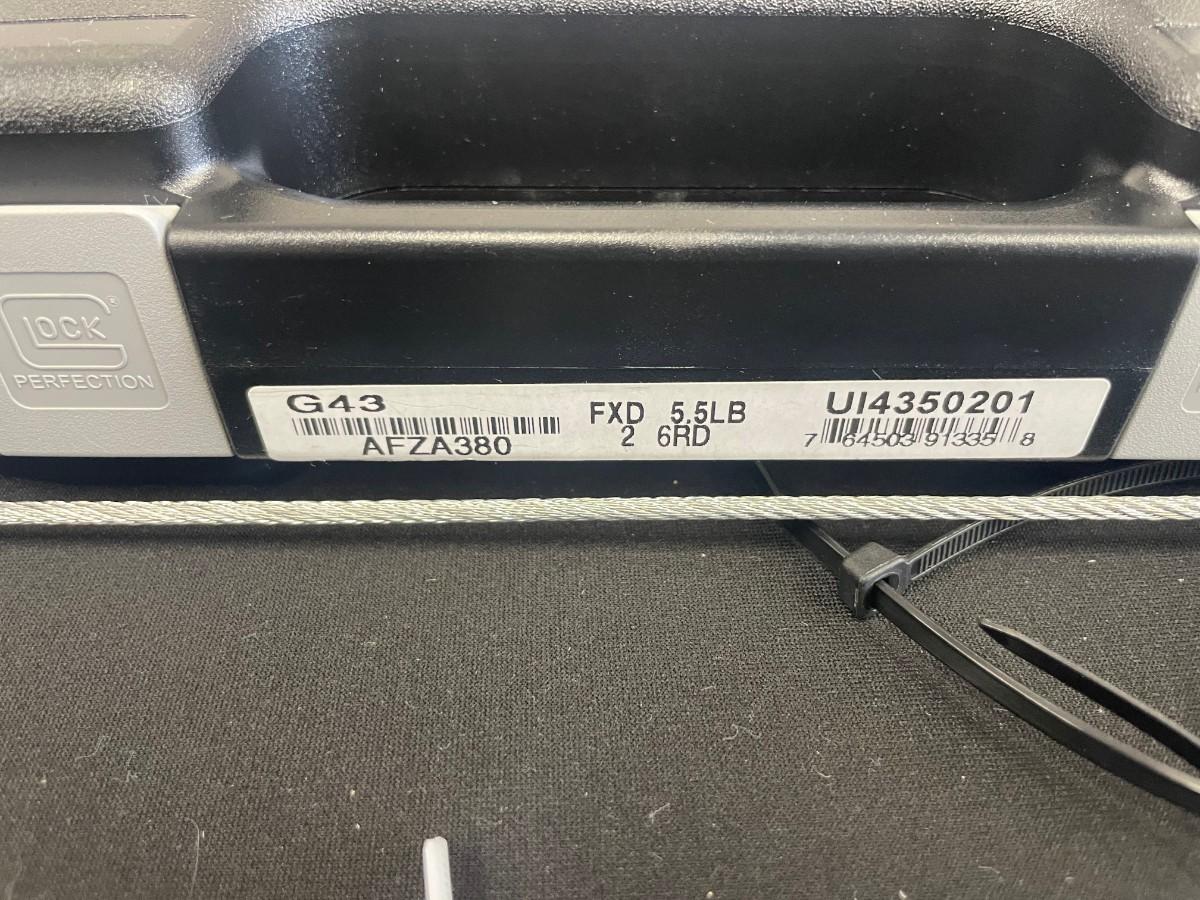 GLOCK®
PERFECTION
G43
AFZA380
FXD 5.5LB
2 6RD
UI4350201
7 64503 91335 8